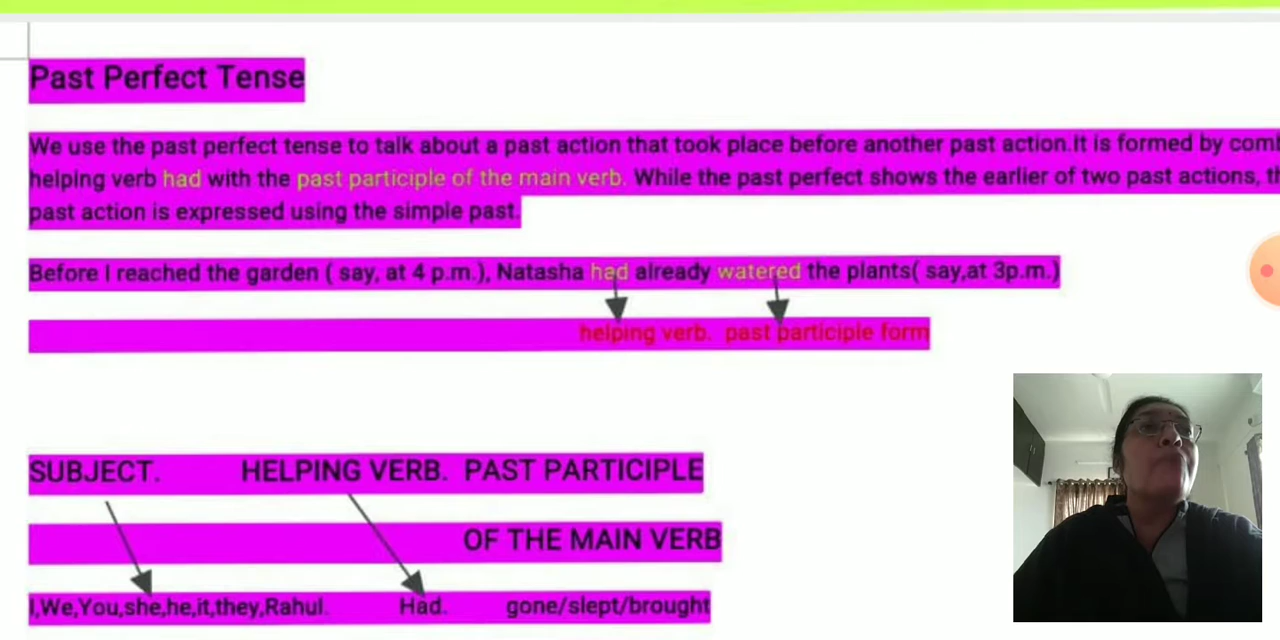 Past Perfect Tense
We use the past perfect tense to talk about a past action that took place before another past action.It is formed by
helping verb had with the past participle of the main verb. While the past perfect shows the earlier of two past actions,
past action is expressed using the simple past.
Before I reached the garden ( say, at 4 p.m.), Natasha had already watered the plants( say,at 3p.m.)
helping verb. past participle form
SUBJECT. HELPING VERB. PAST PARTICIPLE
OF THE MAIN VERB
I,We,You,she,he,it,they,Rahul. Had. gone/slept/brought